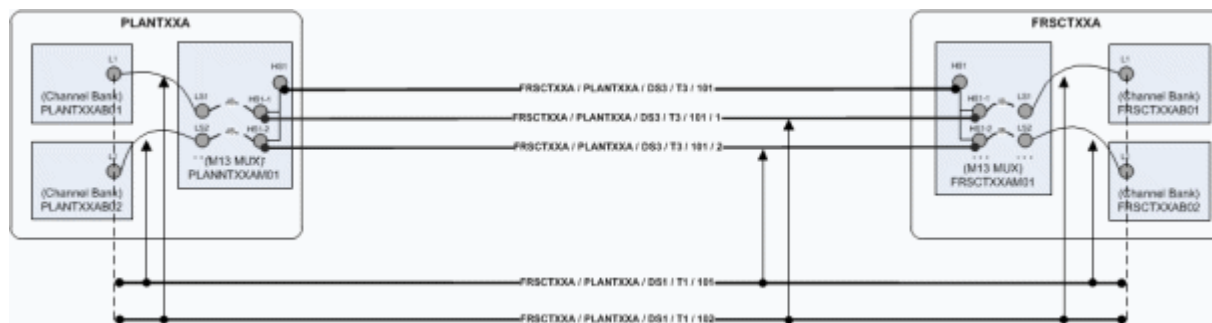 PLANTXXA
FRSCTXXA
L1
(Channel Bank)
PLANTXXAB01
HS1
LS1
HS1-1
LS2
HS1-2
(M13 MUX)
PLANNTXXAM01
(Channel Bank)
PLANTXXAB02
FRSCTXXA / PLANTXXA / DS3 / T3 / 101
FRSCTXXA / PLANTXXA / DS3 / T3 / 101 / 1
FRSCTXXA / PLANTXXA / DS3 / T3 / 101 / 2
HS1
HS1-1
LS1
HS1-2
LS2
(M13 MUX)
FRSCTXXAM01
L1
(Channel Bank)
FRSCTXXAB01
(Channel Bank)
FRSCTXXAB02
FRSCTXXA / PLANTXXA / DS1 / T1 / 101
FRSCTXXA / PLANTXXA / DS1 / T1 / 102